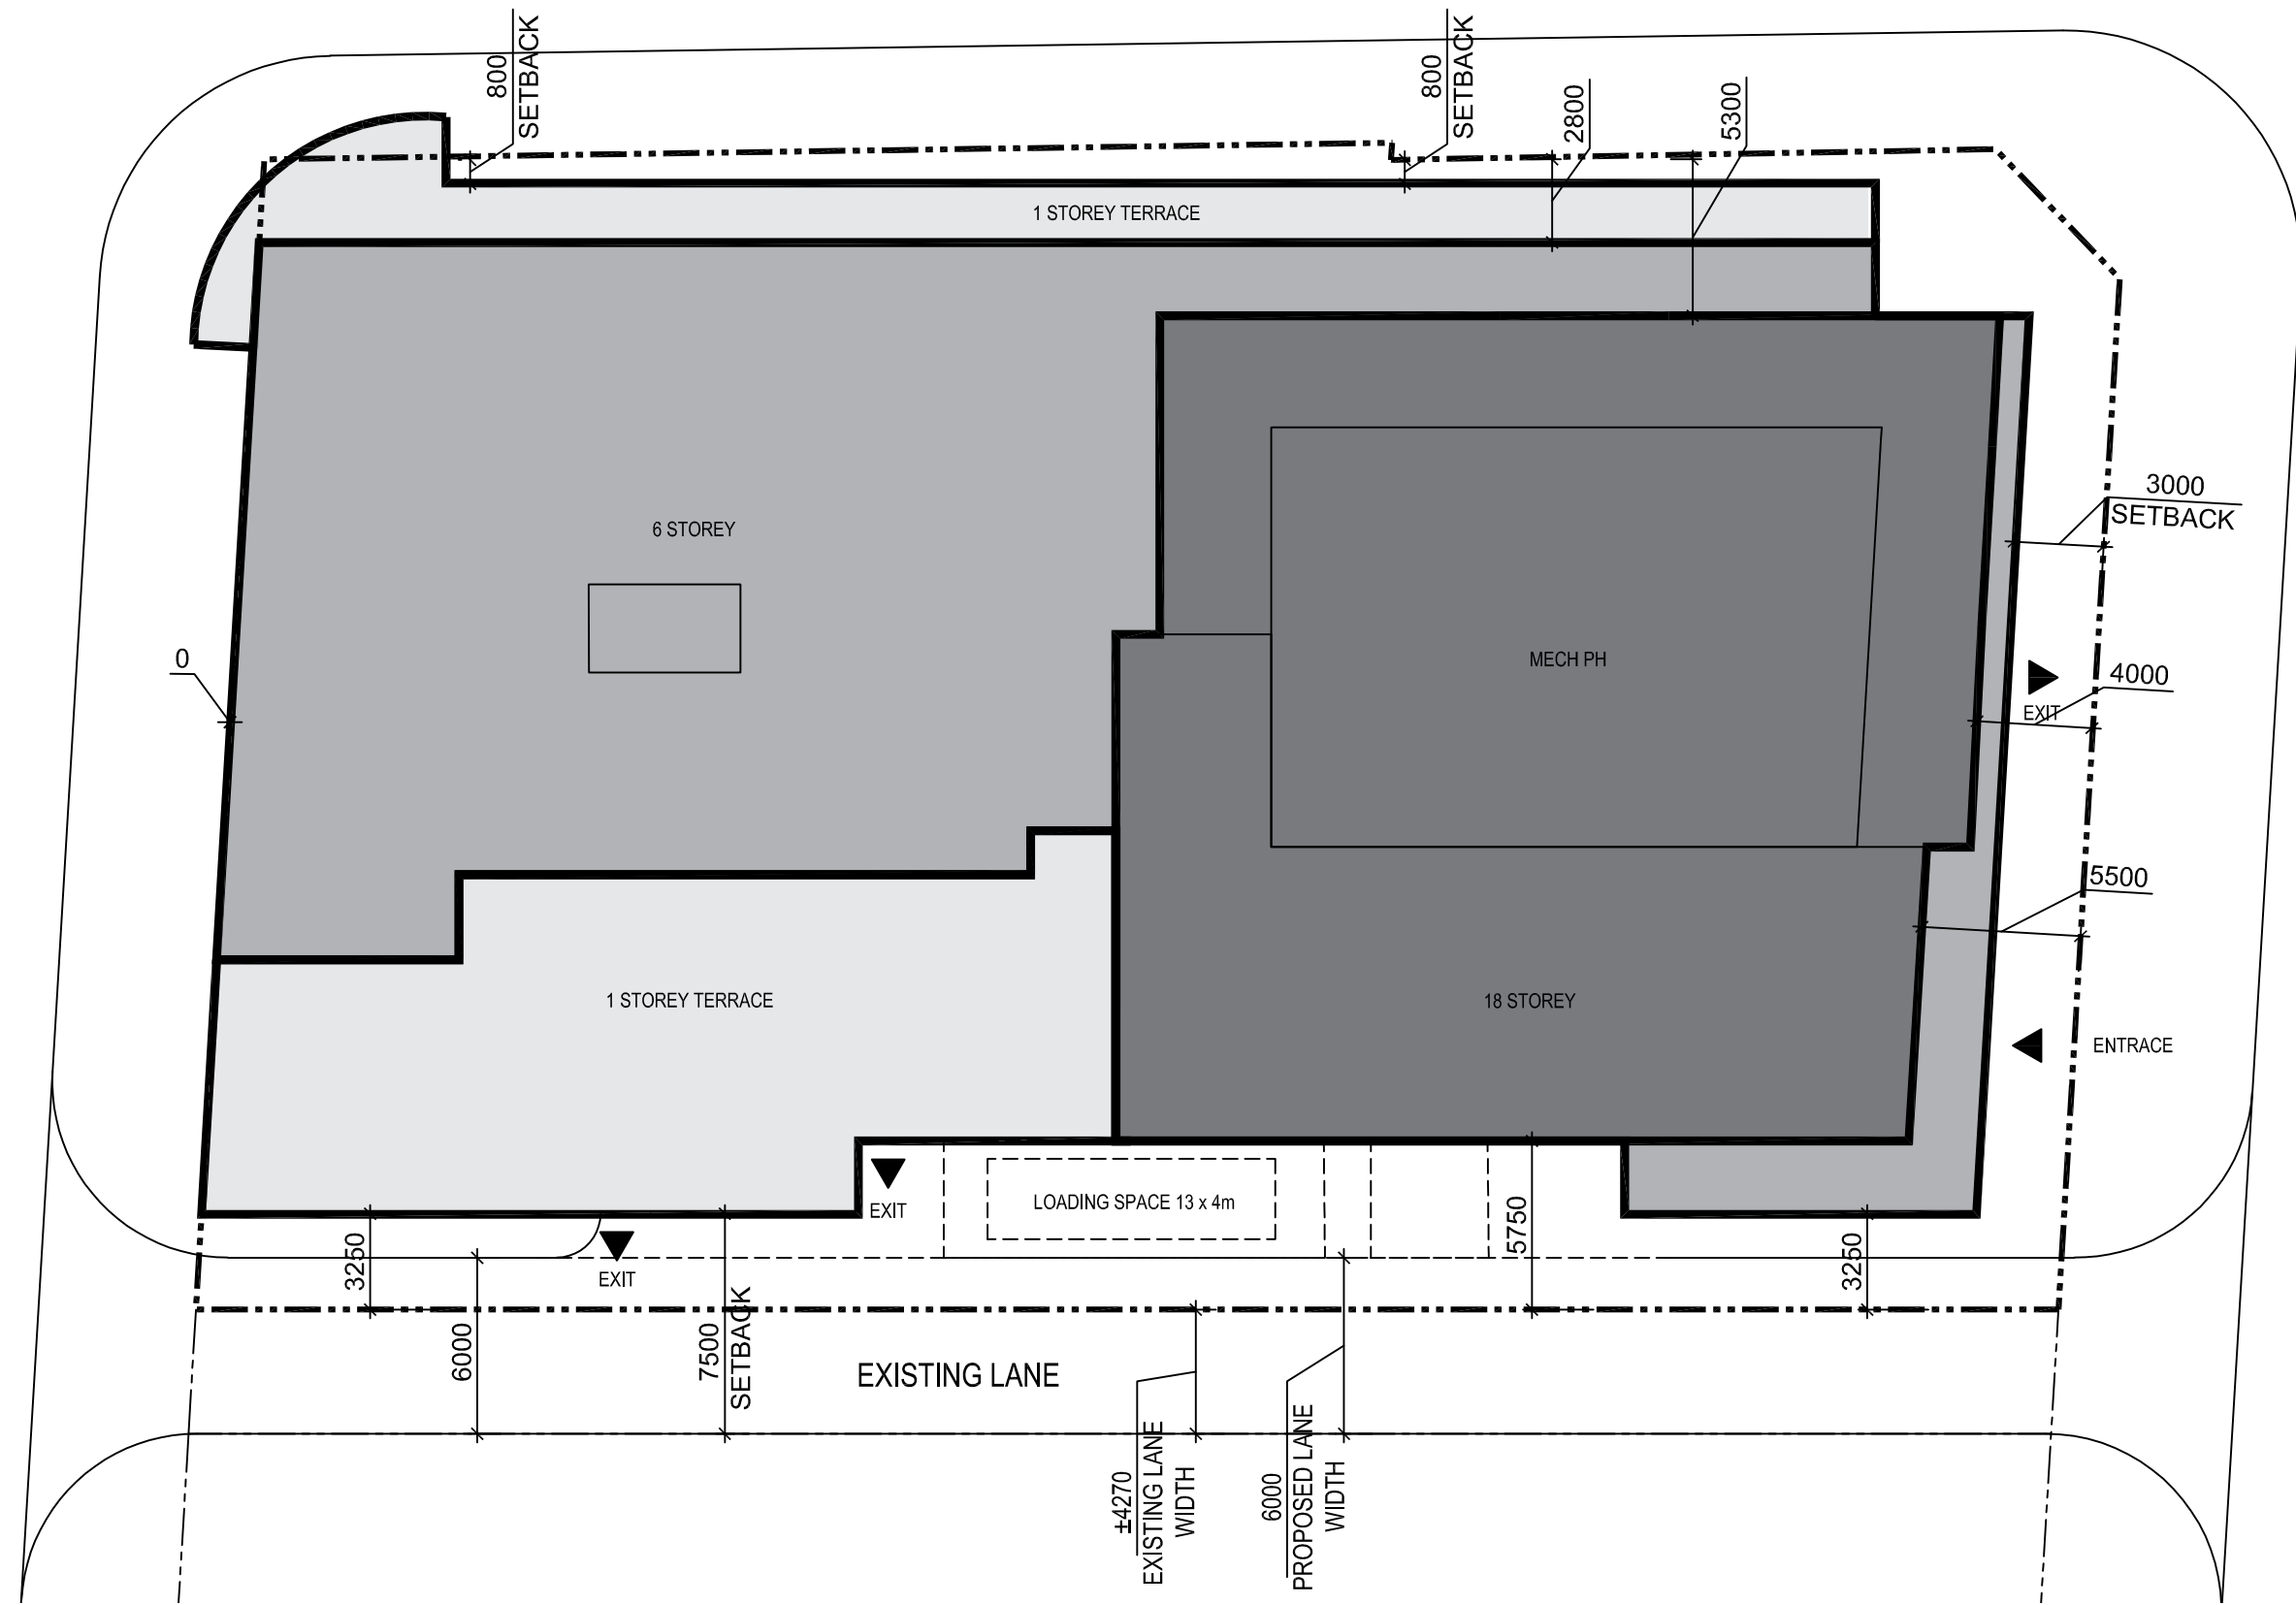 800
SETBACK
800
SETBACK
2800
5300
1 STOREY TERRACE
3000
SETBACK
6 STOREY
0
MECH PH
4000
EXIT
5500
1 STOREY TERRACE
18 STOREY
ENTRACE
EXIT
LOADING SPACE 13 x 4m
EXIT
3250
5750
3250
6000
7500
SETBACK
EXISTING LANE
±4270
EXISTING LANE
WIDTH
6000
PROPOSED LANE
WIDTH